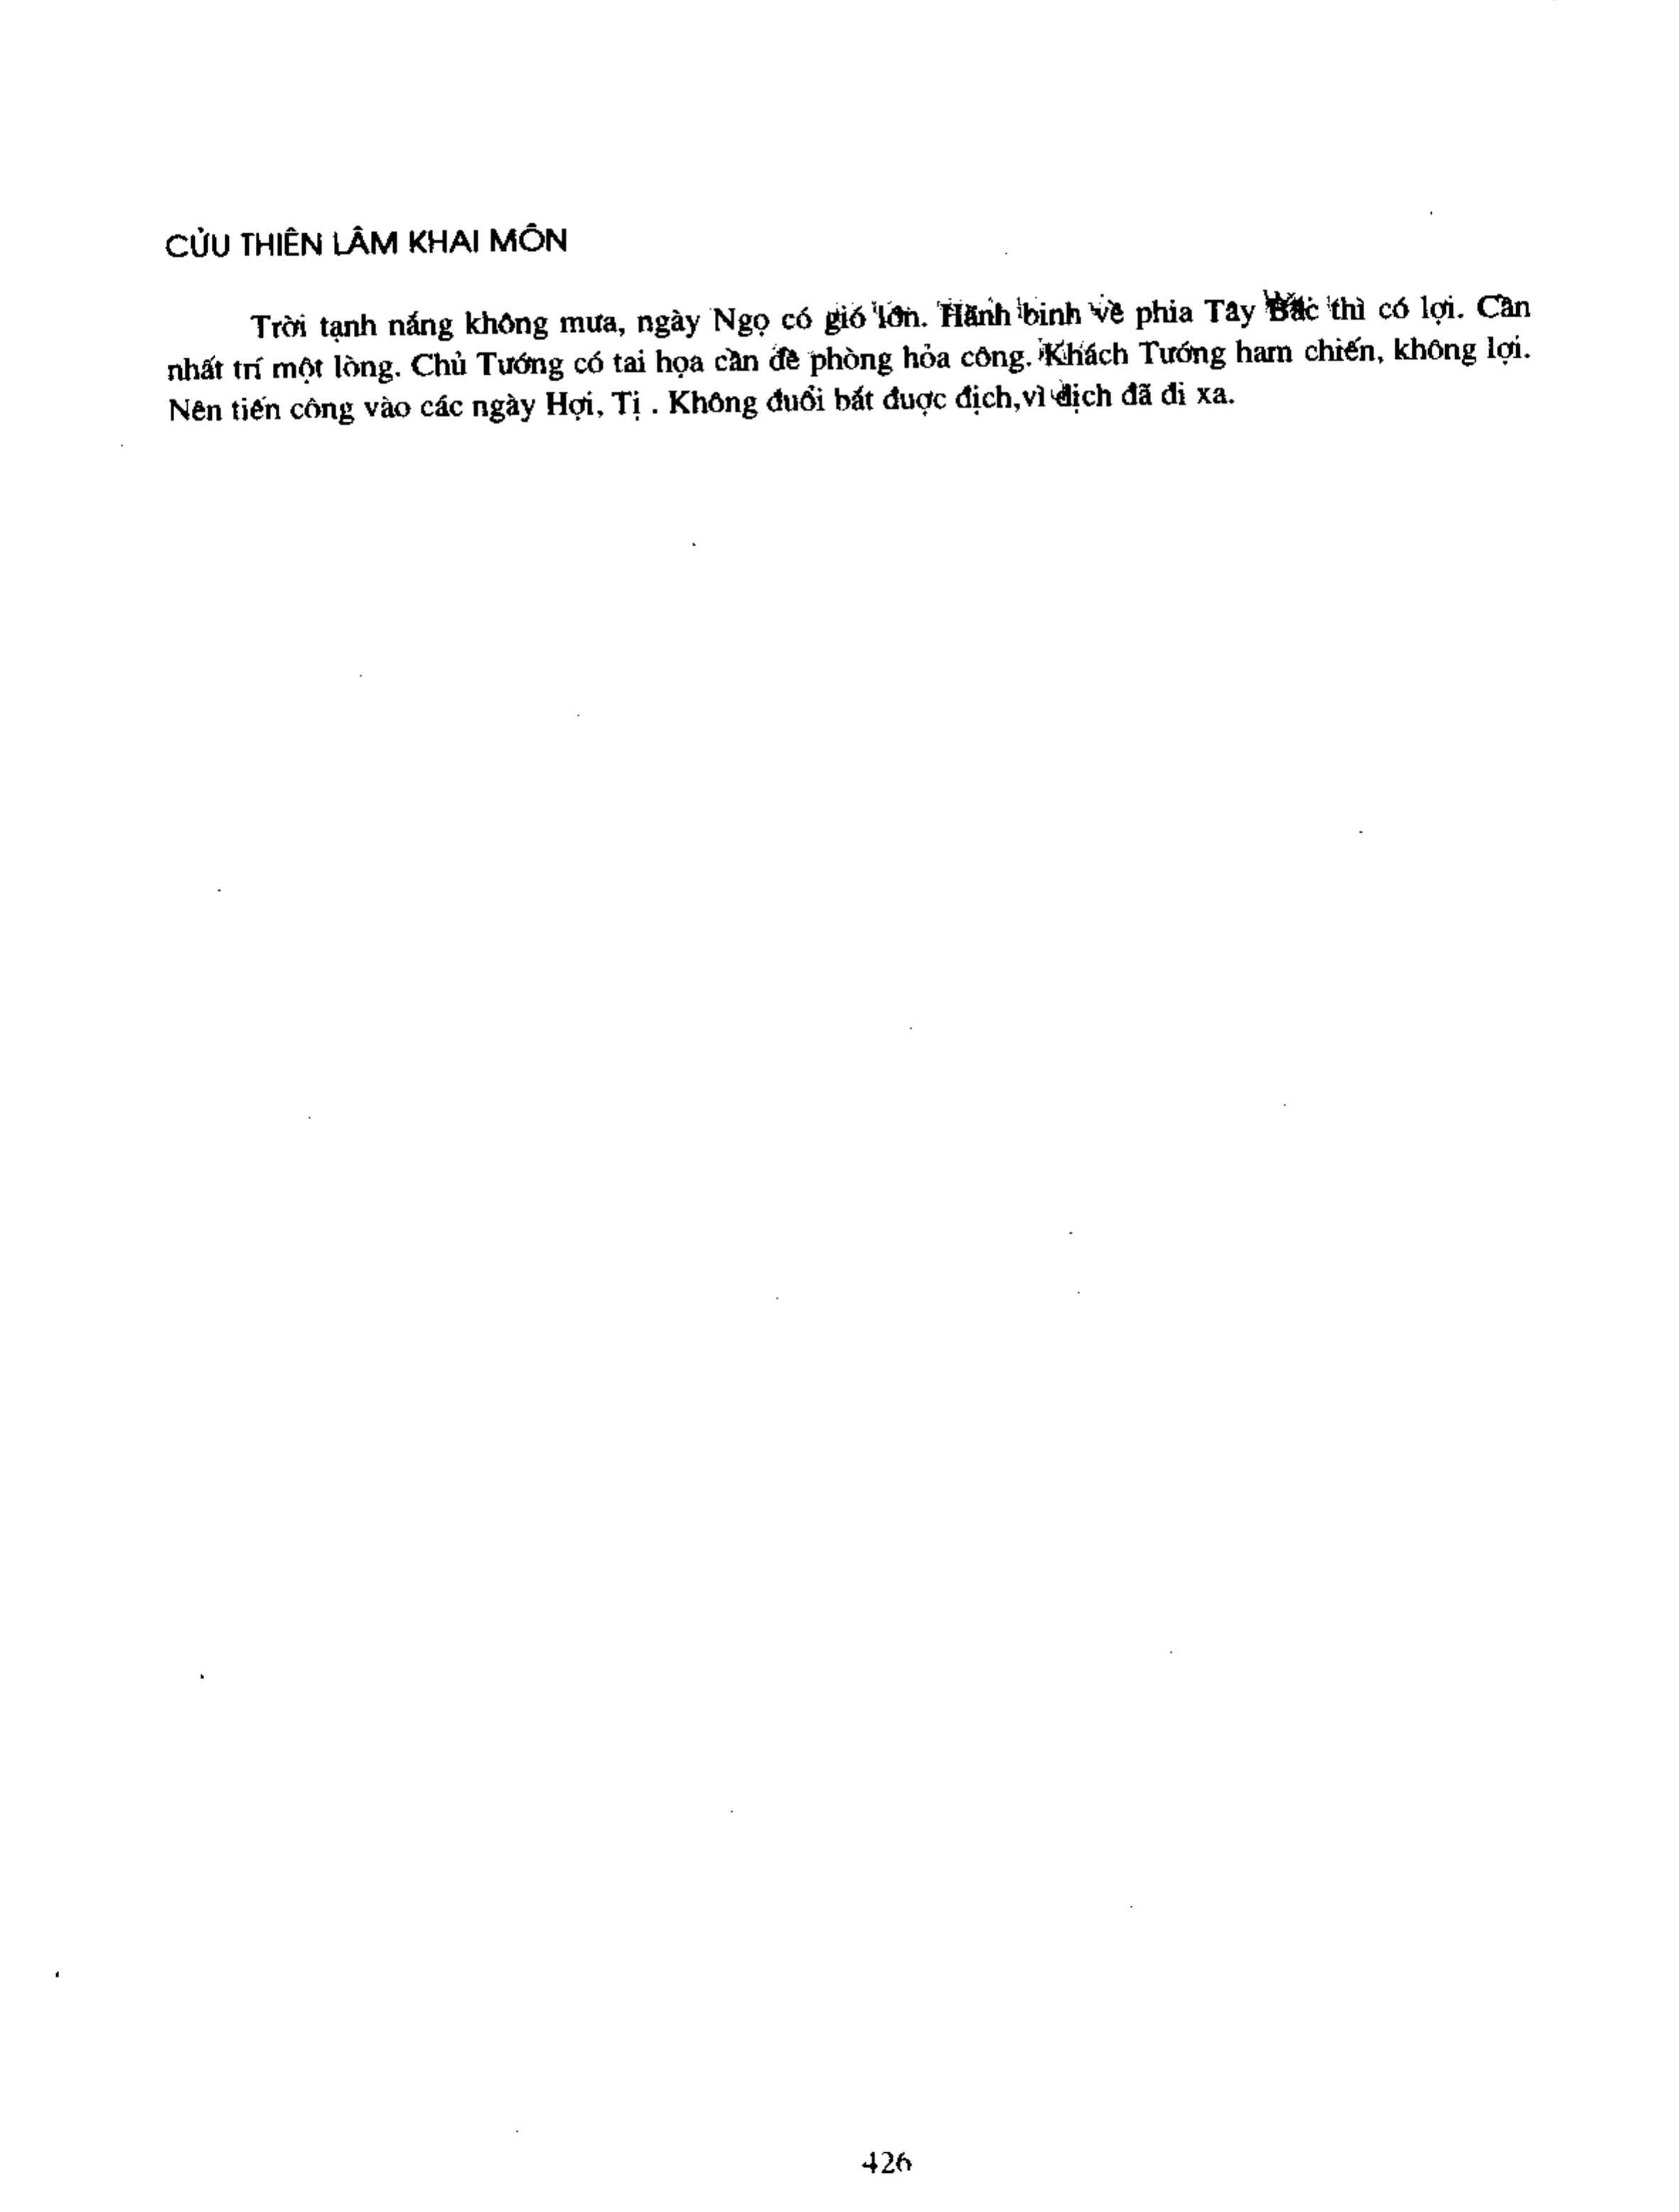 CỬU THIÊN LÂM KHAI MÔN
Trời tạnh nắng không mưa, ngày Ngọ có gió lớn. Hành binh về phia Tây Bắc thì có lợi. Cần
nhất trí một lòng. Chủ Tướng có tai họa cần đề phòng hỏa công. Khách Tướng ham chiến, không lợi.
Nên tiến công vào các ngày Hợi, Tị . Không đuổi bắt đuợc địch,vì địch đã đi xa.
426